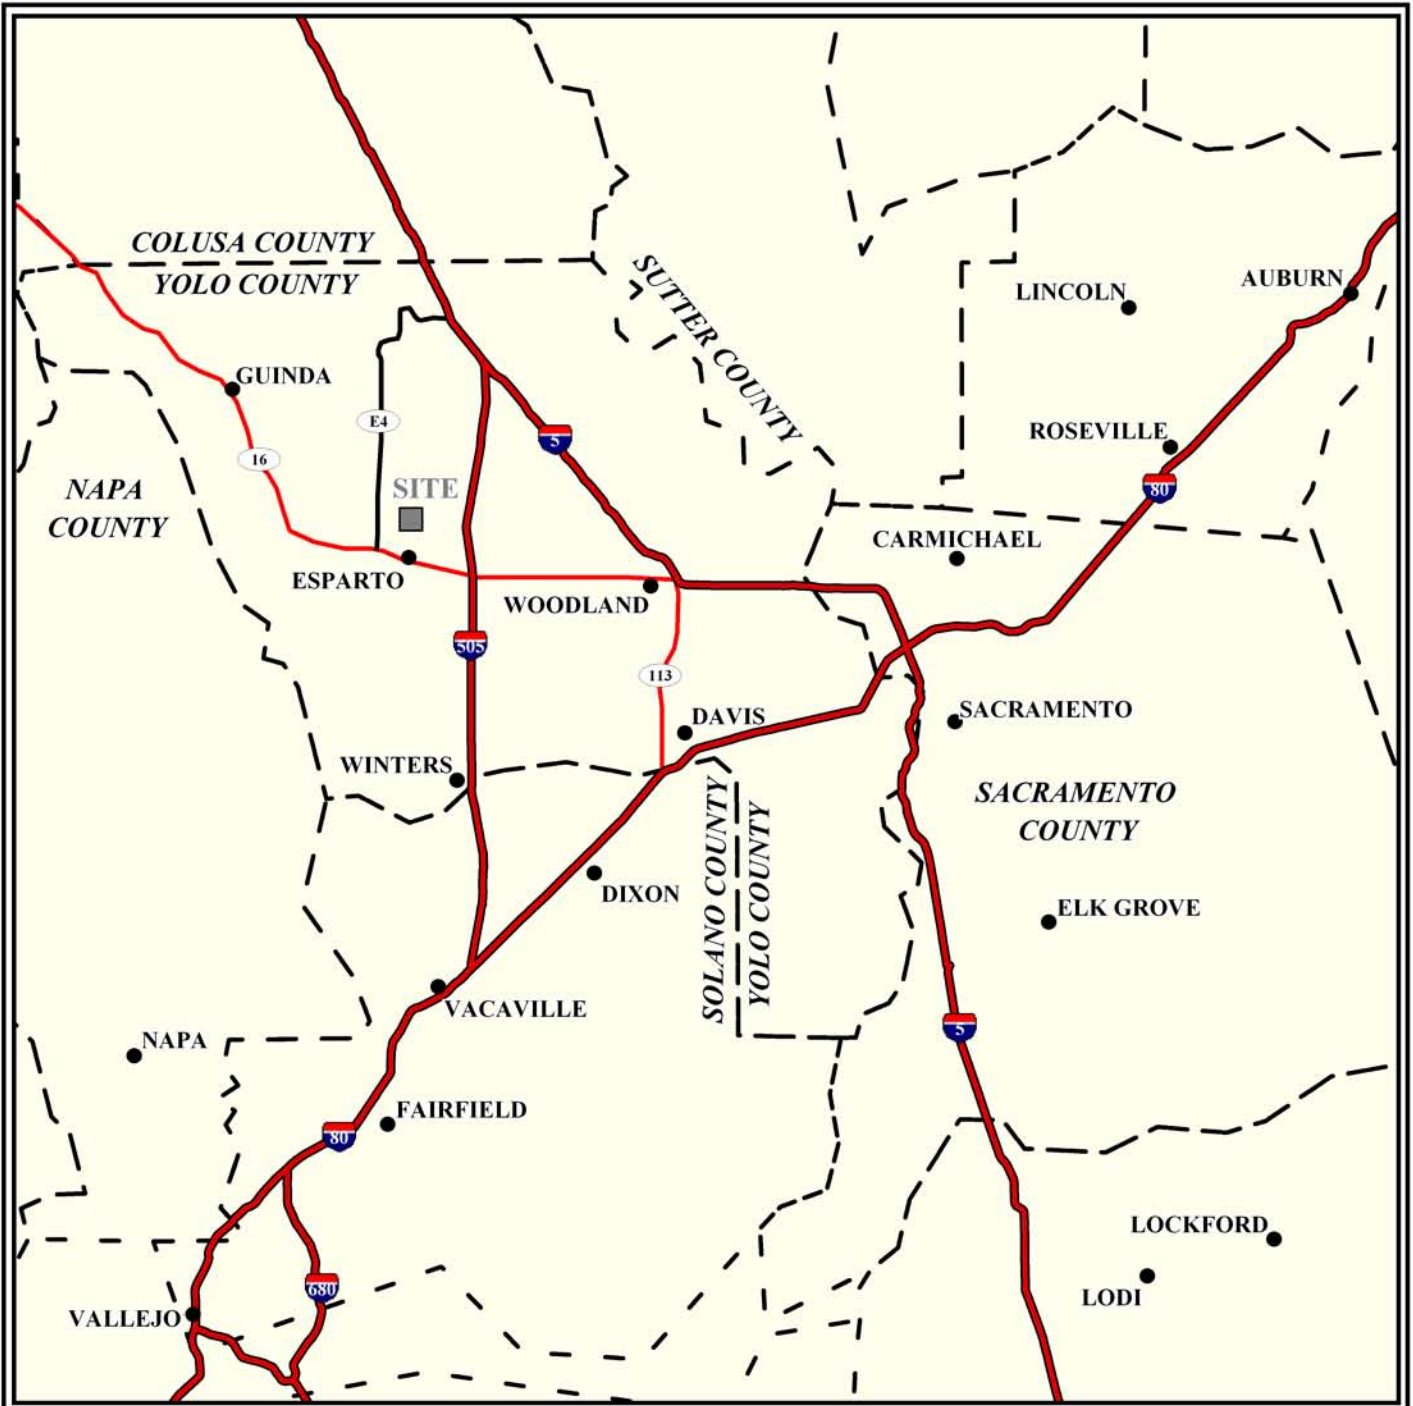 COLUSA COUNTY
YOLO COUNTY
SUTTER COUNTY
LINCOLN
AUBURN
GUINDA
E4
5
16
ROSEVILLE
80
NAPA
COUNTY
SITE
CARMICHAEL
ESPARTO
WOODLAND
505
113
DAVIS
SACRAMENTO
WINTERS
SACRAMENTO
COUNTY
SOLANO COUNTY
YOLO COUNTY
DIXON
ELK GROVE
VACAVILLE
5
NAPA
FAIRFIELD
80
LOCKFORD
680
LODI
VALLEJO